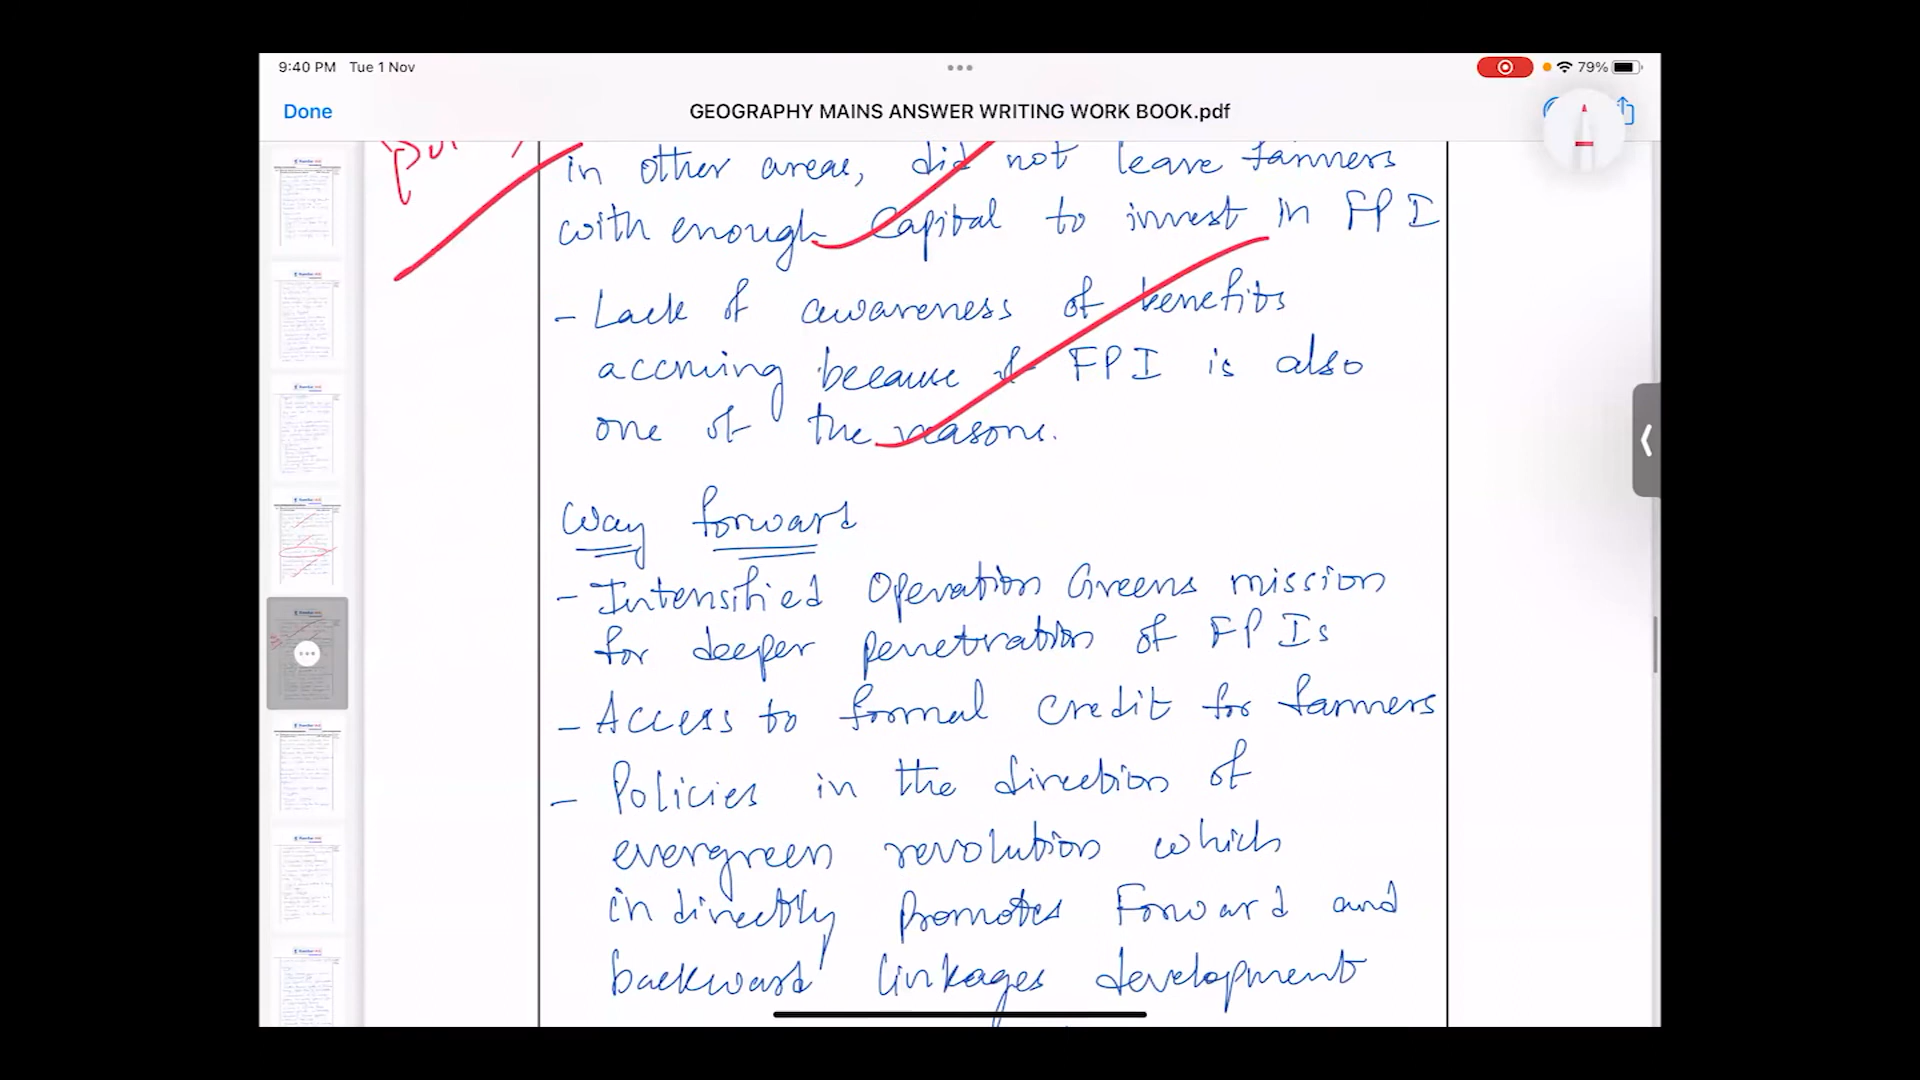 9:40 PM Tue 1 Nov
79%
Done
GEOGRAPHY MAINS ANSWER WRITING WORK BOOK.pdf
in other areas, did not leave farmers
with enough capital to invest in FPI
- Lack of awareness of benefits
accruing because of FPI is also
one of the reasons.
Way forward
- Intensified Operation Greens mission
for deeper penetration of FPIs
- Access to formal credit for farmers
- Policies in the direction of
evergreen revolution which
indirectly promotes Forward and
backward linkages development